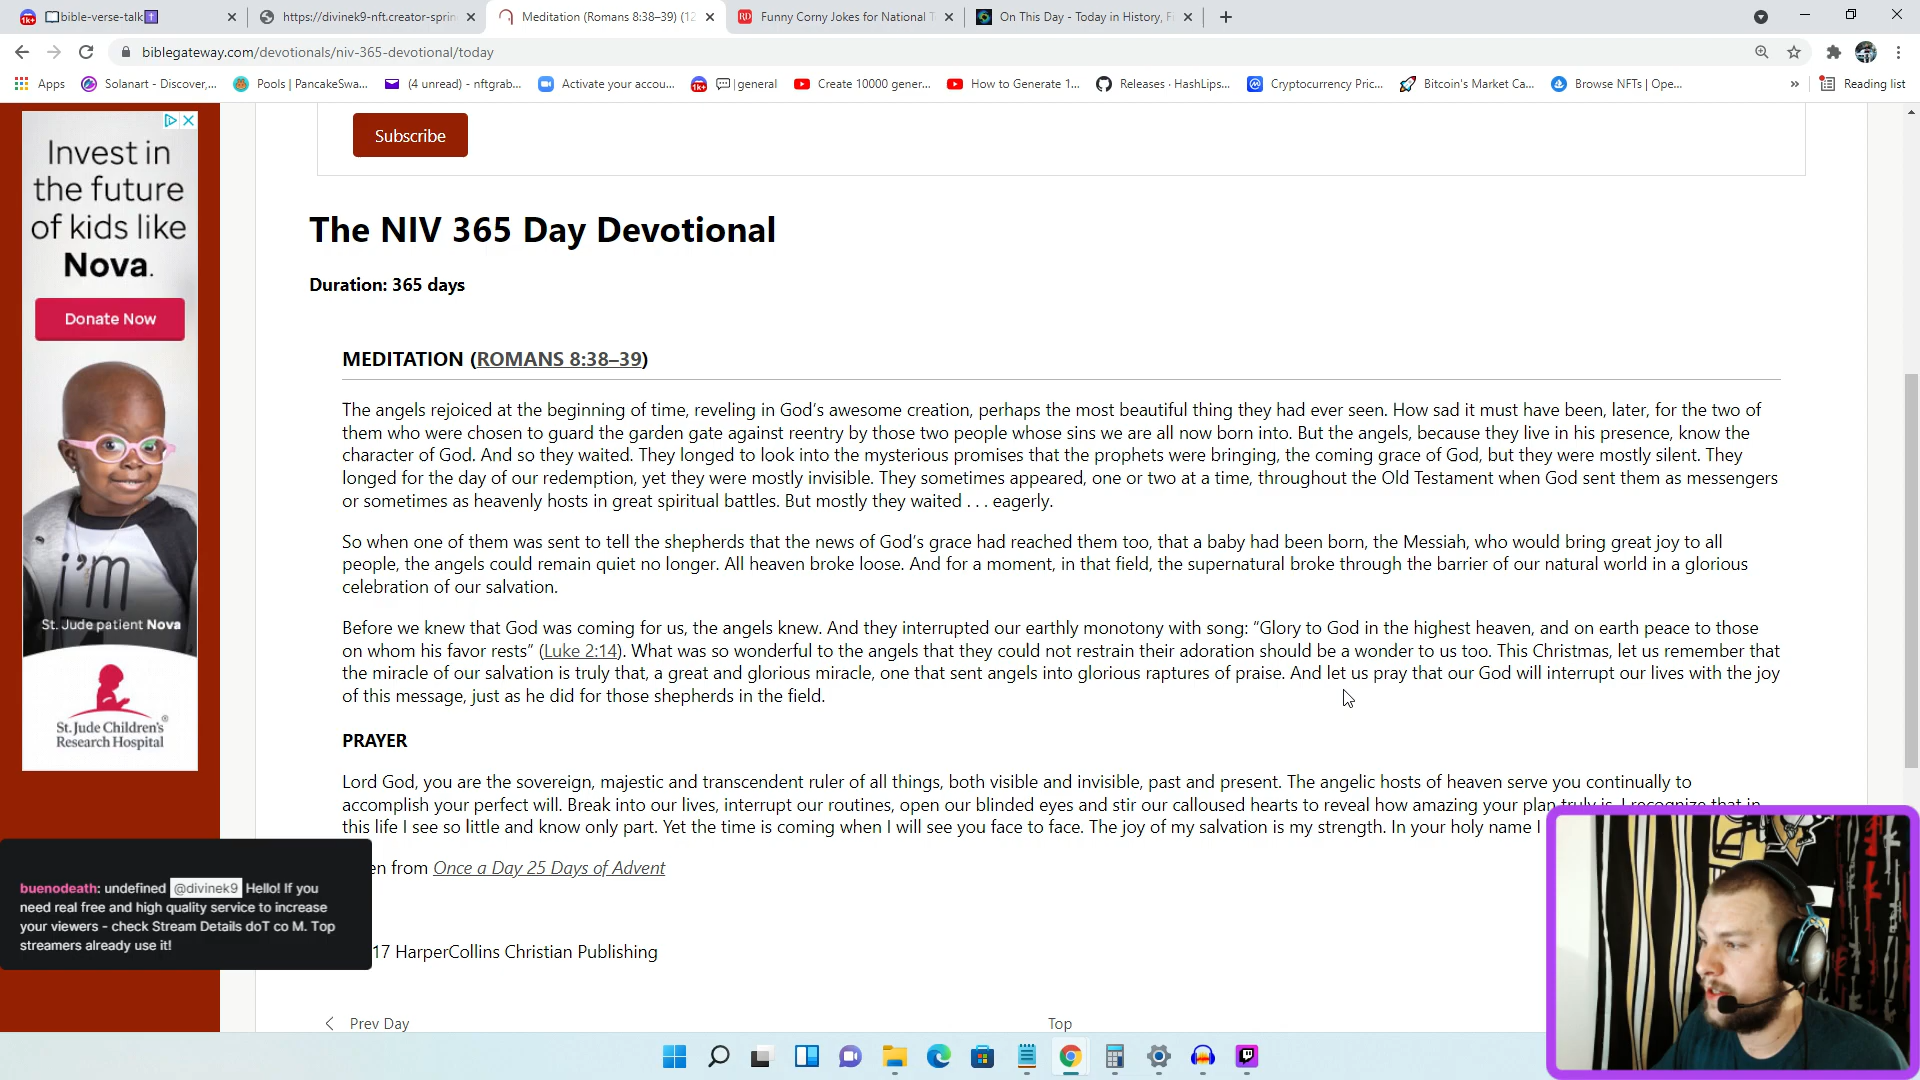 bible-verse-talk
https://divinek9-nft.creator-sprin
Meditation (Romans 8:38–39) (12
Funny Corny Jokes for National T
On This Day - Today in History, F
biblegateway.com/devotionals/niv-365-devotional/today
Apps
Solanart - Discover,...
Pools | PancakeSwa...
(4 unread) - nftgrab...
Activate your accou...
|general
Create 10000 gener...
How to Generate 1...
Releases · HashLips...
Cryptocurrency Pric...
Bitcoin's Market Ca...
Browse NFTs | Ope...
»
Reading list
Invest in
the future
of kids like
Nova.
Donate Now
i'm
St. Jude patient Nova
St. Jude Children's
Research Hospital
Subscribe
The NIV 365 Day Devotional
Duration: 365 days
MEDITATION (ROMANS 8:38–39)
The angels rejoiced at the beginning of time, reveling in God's awesome creation, perhaps the most beautiful thing they had ever seen. How sad it must have been, later, for the two of
them who were chosen to guard the garden gate against reentry by those two people whose sins we are all now born into. But the angels, because they live in his presence, know the
character of God. And so they waited. They longed to look into the mysterious promises that the prophets were bringing, the coming grace of God, but they were mostly silent. They
longed for the day of our redemption, yet they were mostly invisible. They sometimes appeared, one or two at a time, throughout the Old Testament when God sent them as messengers
or sometimes as heavenly hosts in great spiritual battles. But mostly they waited . . . eagerly.
So when one of them was sent to tell the shepherds that the news of God's grace had reached them too, that a baby had been born, the Messiah, who would bring great joy to all
people, the angels could remain quiet no longer. All heaven broke loose. And for a moment, in that field, the supernatural broke through the barrier of our natural world in a glorious
celebration of our salvation.
Before we knew that God was coming for us, the angels knew. And they interrupted our earthly monotony with song: "Glory to God in the highest heaven, and on earth peace to those
on whom his favor rests" (Luke 2:14). What was so wonderful to the angels that they could not restrain their adoration should be a wonder to us too. This Christmas, let us remember that
the miracle of our salvation is truly that, a great and glorious miracle, one that sent angels into glorious raptures of praise. And let us pray that our God will interrupt our lives with the joy
of this message, just as he did for those shepherds in the field.
PRAYER
Lord God, you are the sovereign, majestic and transcendent ruler of all things, both visible and invisible, past and present. The angelic hosts of heaven serve you continually to
accomplish your perfect will. Break into our lives, interrupt our routines, open our blinded eyes and stir our calloused hearts to reveal how amazing your plan truly is. I recognize that in
this life I see so little and know only part. Yet the time is coming when I will see you face to face. The joy of my salvation is my strength. In your holy name I
en from Once a Day 25 Days of Advent
17 HarperCollins Christian Publishing
buenodeath: undefined @divinek9 Hello! If you
need real free and high quality service to increase
your viewers - check Stream Details doT co M. Top
streamers already use it!
Prev Day
Top